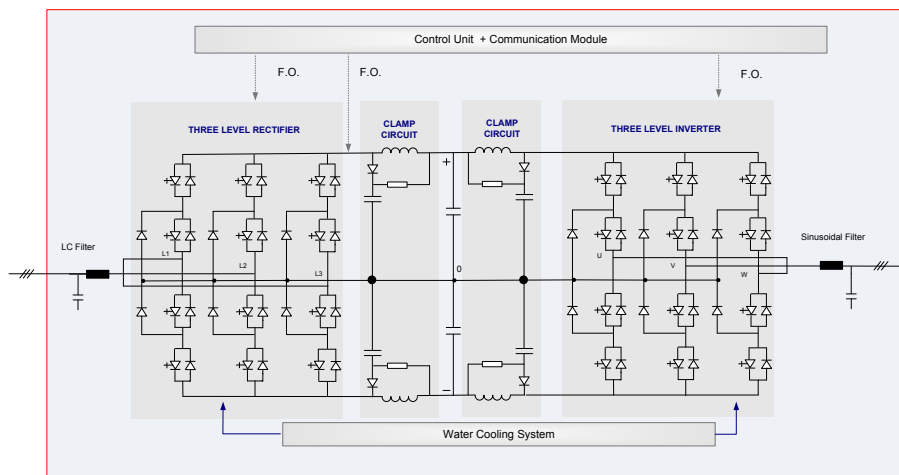 Control Unit + Communication Module
F.O.
F.O.
F.O.
THREE LEVEL RECTIFIER
CLAMP
CIRCUIT
CLAMP
CIRCUIT
THREE LEVEL INVERTER
+
LC Filter
L1
L2
L3
0
U
V
W
Sinusoidal Filter
–
Water Cooling System